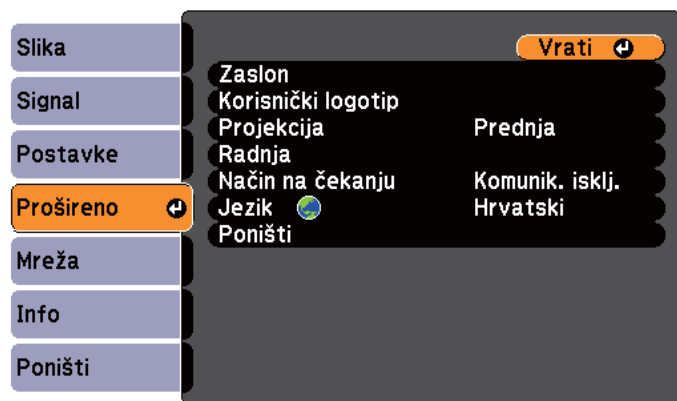 Slika
Signal
Postavke
Prošireno
Mreža
Info
Poništi
Vrati
Zaslon
Korisnički logotip
Projekcija Prednja
Radnja
Način na čekanju Komunik. isklj.
Jezik Hrvatski
Poništi